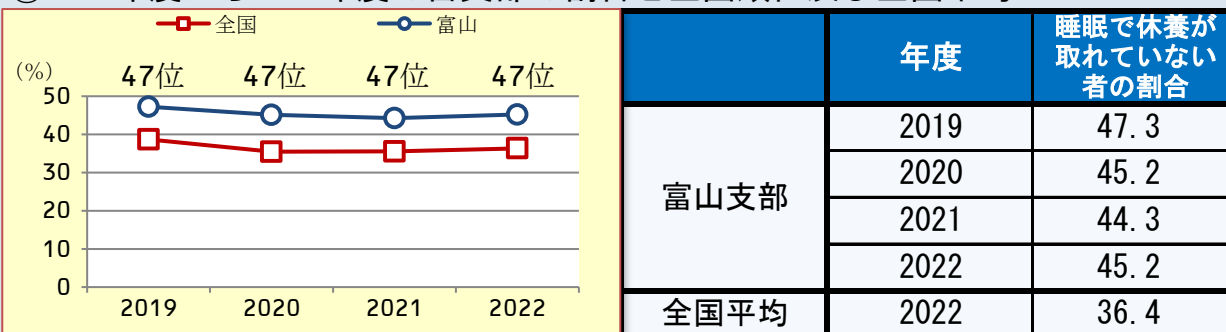 全国 富山
(%) 47位 47位 47位 47位
50
40
30
20
10
0
2019 2020 2021 2022
年度 睡眠で休養が
取れていない
者の割合
富山支部 2019 47.3
2020 45.2
2021 44.3
2022 45.2
全国平均 2022 36.4